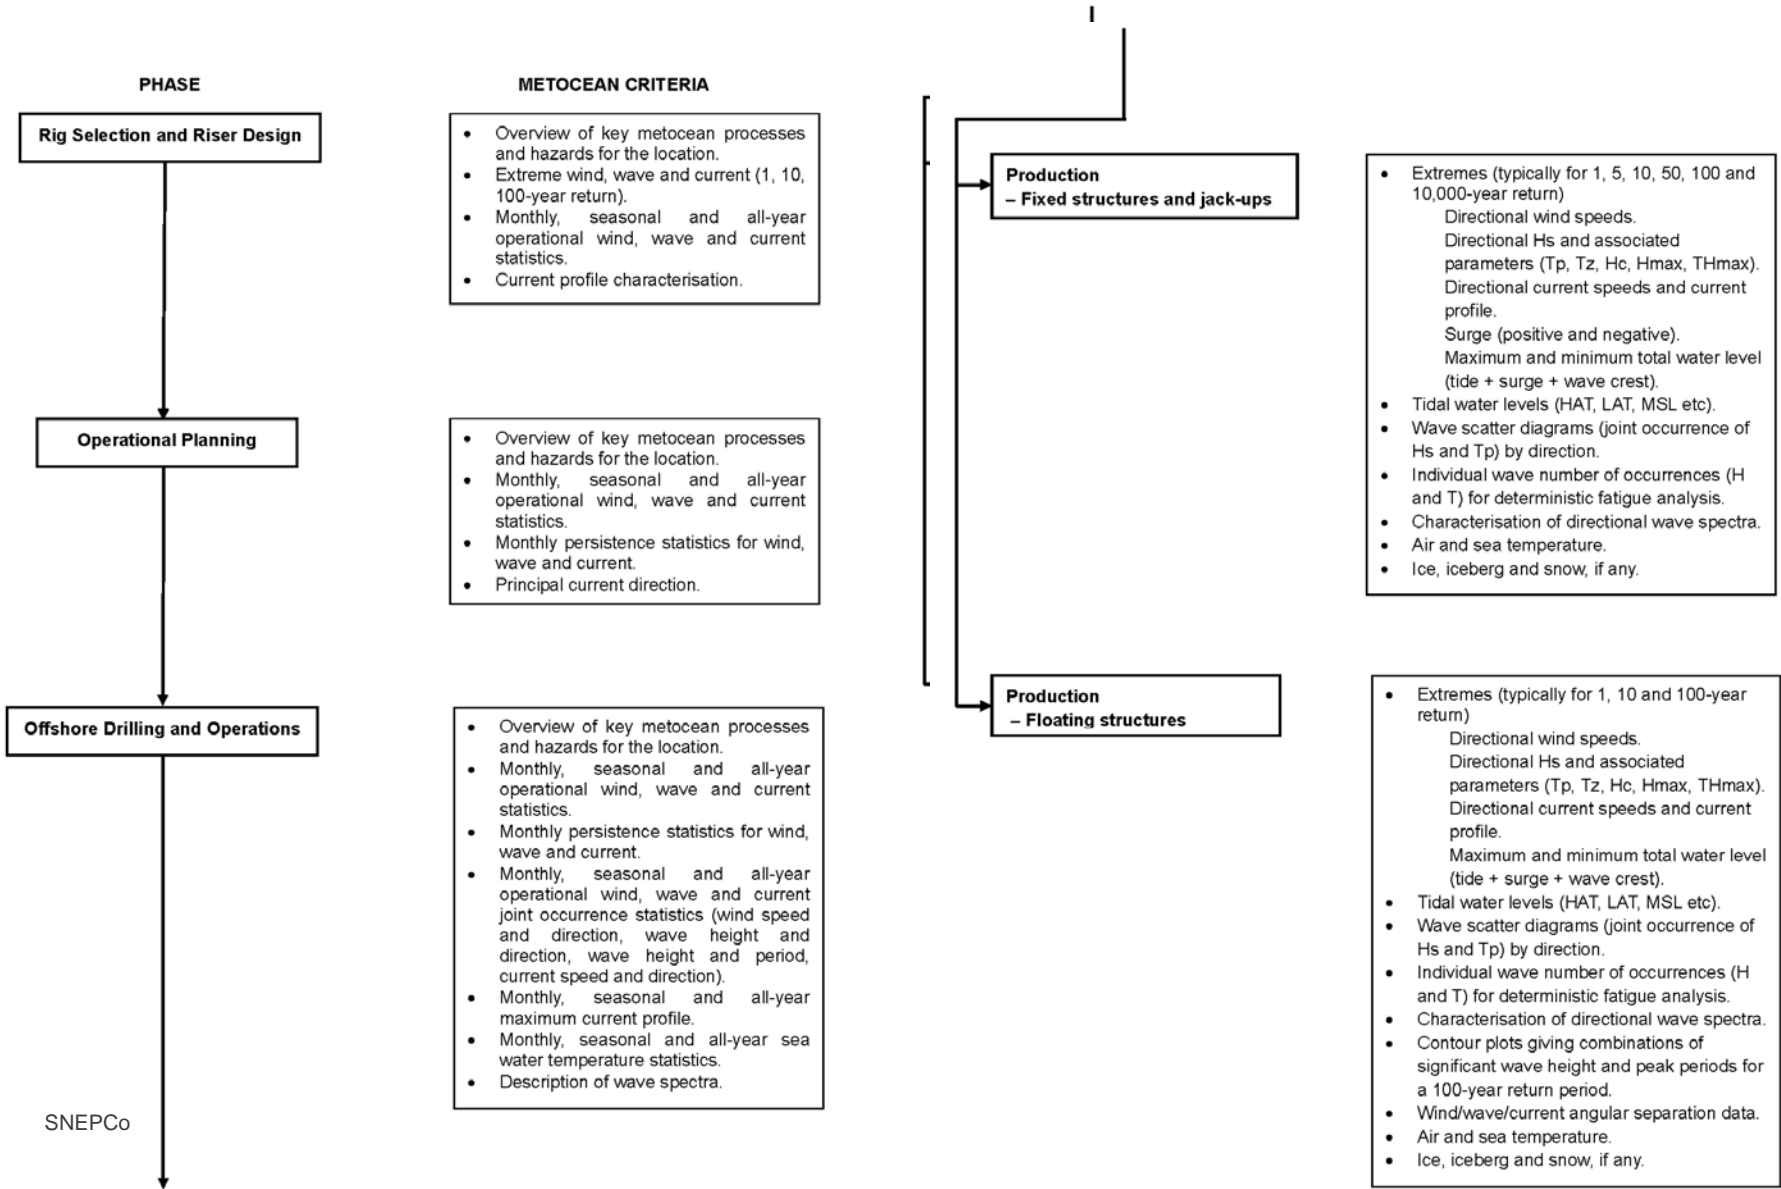 PHASE
METOCEAN CRITERIA
Rig Selection and Riser Design
• Overview of key metocean processes
and hazards for the location.
• Extreme wind, wave and current (1, 10,
100-year return).
• Monthly, seasonal and all-year
operational wind, wave and current
statistics.
• Current profile characterisation.
Operational Planning
• Overview of key metocean processes
and hazards for the location.
• Monthly, seasonal and all-year
operational wind, wave and current
statistics.
• Monthly persistence statistics for wind,
wave and current.
• Principal current direction.
Offshore Drilling and Operations
• Overview of key metocean processes
and hazards for the location.
• Monthly, seasonal and all-year
operational wind, wave and current
statistics.
• Monthly persistence statistics for wind,
wave and current.
• Monthly, seasonal and all-year
operational wind, wave and current
joint occurrence statistics (wind speed
and direction, wave height and
direction, wave height and period,
current speed and direction).
• Monthly, seasonal and all-year
maximum current profile.
• Monthly, seasonal and all-year sea
water temperature statistics.
• Description of wave spectra.
SNEPCo
Production
– Fixed structures and jack-ups
• Extremes (typically for 1, 5, 10, 50, 100 and
10,000-year return)
Directional wind speeds.
Directional Hs and associated
parameters (Tp, Tz, Hc, Hmax, THmax).
Directional current speeds and current
profile.
Surge (positive and negative).
Maximum and minimum total water level
(tide + surge + wave crest).
• Tidal water levels (HAT, LAT, MSL etc).
• Wave scatter diagrams (joint occurrence of
Hs and Tp) by direction.
• Individual wave number of occurrences (H
and T) for deterministic fatigue analysis.
• Characterisation of directional wave spectra.
• Air and sea temperature.
• Ice, iceberg and snow, if any.
Production
– Floating structures
• Extremes (typically for 1, 10 and 100-year
return)
Directional wind speeds.
Directional Hs and associated
parameters (Tp, Tz, Hc, Hmax, THmax).
Directional current speeds and current
profile.
Maximum and minimum total water level
(tide + surge + wave crest).
• Tidal water levels (HAT, LAT, MSL etc).
• Wave scatter diagrams (joint occurrence of
Hs and Tp) by direction.
• Individual wave number of occurrences (H
and T) for deterministic fatigue analysis.
• Characterisation of directional wave spectra.
• Contour plots giving combinations of
significant wave height and peak periods for
a 100-year return period.
• Wind/wave/current angular separation data.
• Air and sea temperature.
• Ice, iceberg and snow, if any.